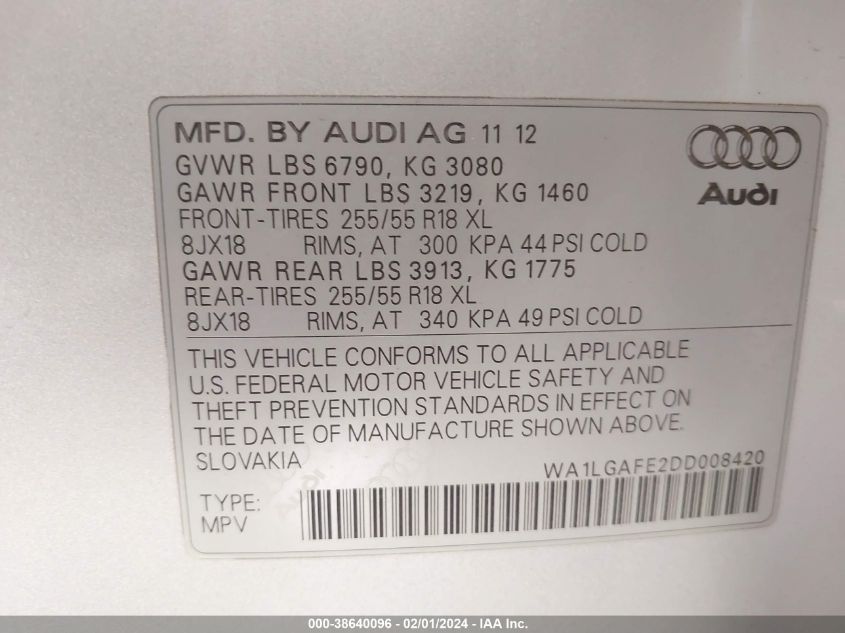 MFD. BY AUDI AG 11 12
GVWR LBS 6790, KG 3080
GAWR FRONT LBS 3219, KG 1460
FRONT-TIRES 255/55 R18 XL
8JX18 RIMS, AT 300 KPA 44 PSI COLD
GAWR REAR LBS 3913, KG 1775
REAR-TIRES 255/55 R18 XL
8JX18 RIMS, AT 340 KPA 49 PSI COLD
Audi
THIS VEHICLE CONFORMS TO ALL APPLICABLE
U.S. FEDERAL MOTOR VEHICLE SAFETY AND
THEFT PREVENTION STANDARDS IN EFFECT ON
THE DATE OF MANUFACTURE SHOWN ABOVE.
SLOVAKIA
WA1LGAFE2DD008420
Audi
TYPE:
MPV
000-38640096 - 02/01/2024 - IAA Inc.